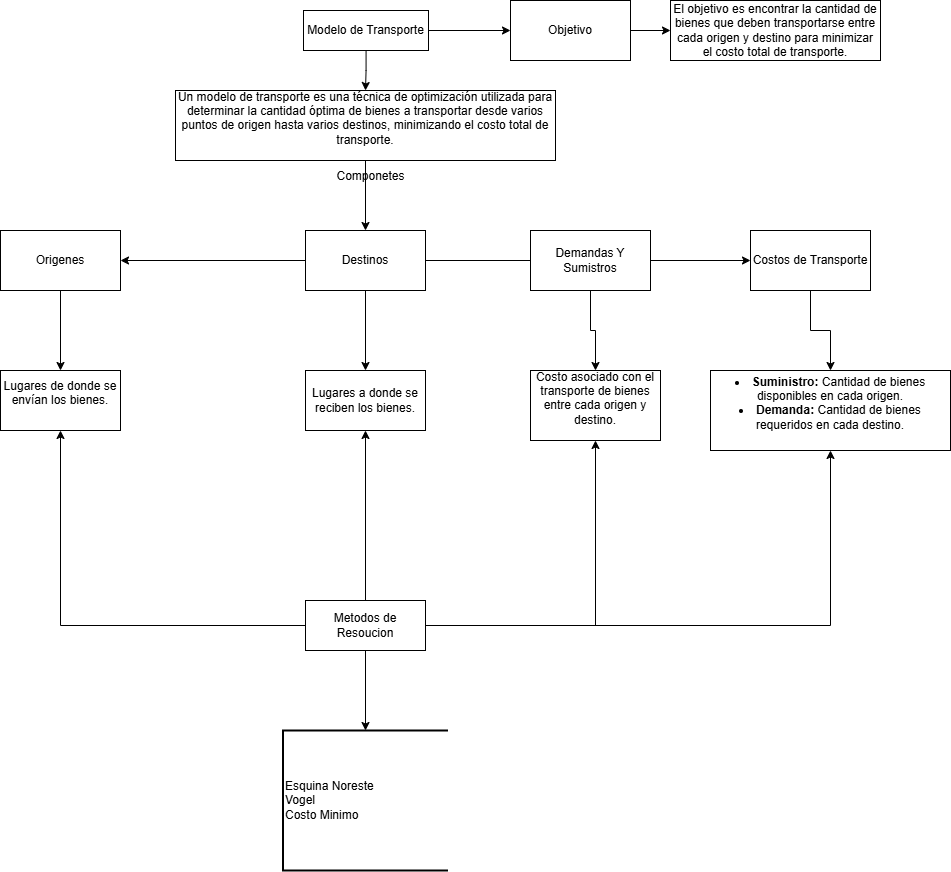 Modelo de Transporte
Objetivo
El objetivo es encontrar la cantidad de
bienes que deben transportarse entre
cada origen y destino para minimizar
el costo total de transporte.
Un modelo de transporte es una técnica de optimización utilizada para
determinar la cantidad óptima de bienes a transportar desde varios
puntos de origen hasta varios destinos, minimizando el costo total de
transporte.
Componetes
Origenes
Destinos
Demandas Y
Sumistros
Costos de Transporte
Lugares de donde se
envían los bienes.
Lugares a donde se
reciben los bienes.
Costo asociado con el
transporte de bienes
entre cada origen y
destino.
• Suministro: Cantidad de bienes
disponibles en cada origen.
• Demanda: Cantidad de bienes
requeridos en cada destino.
Metodos de
Resoucion
Esquina Noreste
Vogel
Costo Minimo